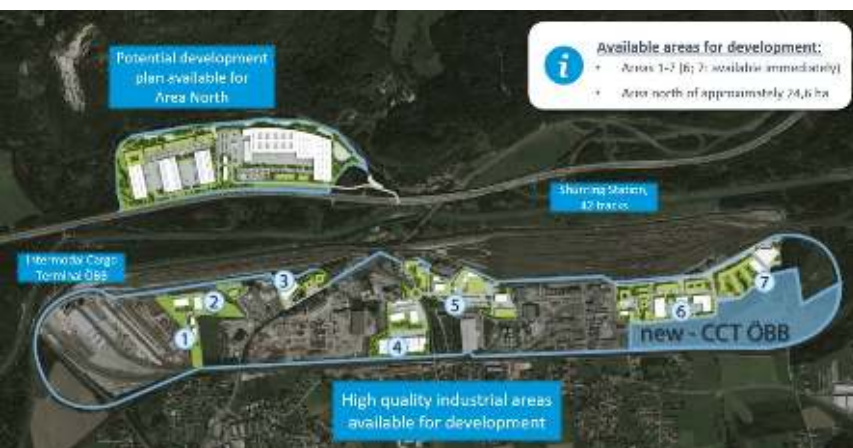 Potential development
plan available for
Area North
i
Available areas for development:
• Areas 1-7 (6; 7: available immediately)
• Area north of approximately 24,6 ha
Shunting Station,
42 tracks
Intermodal Cargo
Terminal ÖBB
1
2
3
4
5
6
7
new - CCT ÖBB
High quality industrial areas
available for development